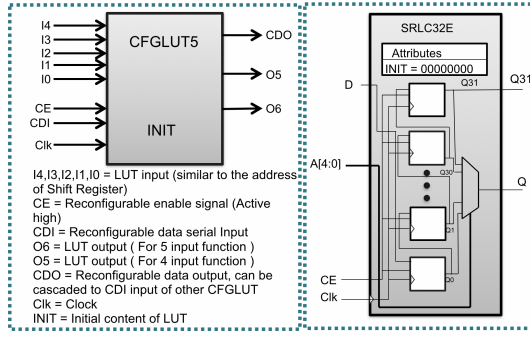 I4
I3
I2
I1
I0
CE
CDI
Clk
CFGLUT5
INIT
CDO
O5
O6
I4,I3,I2,I1,I0 = LUT input (similar to the address
of Shift Register)
CE = Reconfigurable enable signal (Active
high)
CDI = Reconfigurable data serial Input
O6 = LUT output ( For 5 input function )
O5 = LUT output ( For 4 input function )
CDO = Reconfigurable data output, can be
cascaded to CDI input of other CFGLUT
Clk = Clock
INIT = Initial content of LUT
SRLC32E
Attributes
INIT = 00000000
D
A[4:0]
CE
Clk
Q31
Q30
Q1
Q0
Q31
Q